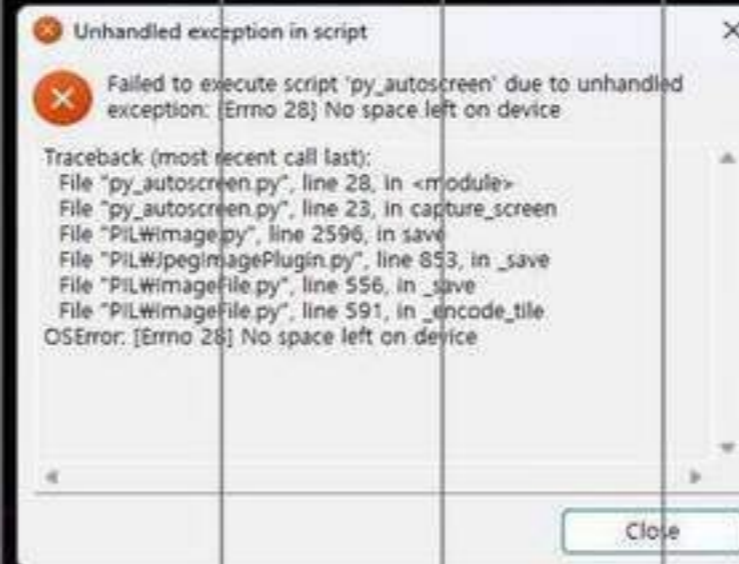 Unhandled exception in script
Failed to execute script 'py_autoscreen' due to unhandled
exception: [Errno 28] No space left on device
Traceback (most recent call last):
File "py_autoscreen.py", line 28, in <module>
File "py_autoscreen.py", line 23, in capture_screen
File "PIL₩Image.py", line 2596, in save
File "PIL₩JpegImagePlugin.py", line 853, in _save
File "PIL₩ImageFile.py", line 556, in _save
File "PIL₩ImageFile.py", line 591, in _encode_tile
OSError: [Errno 28] No space left on device
Close